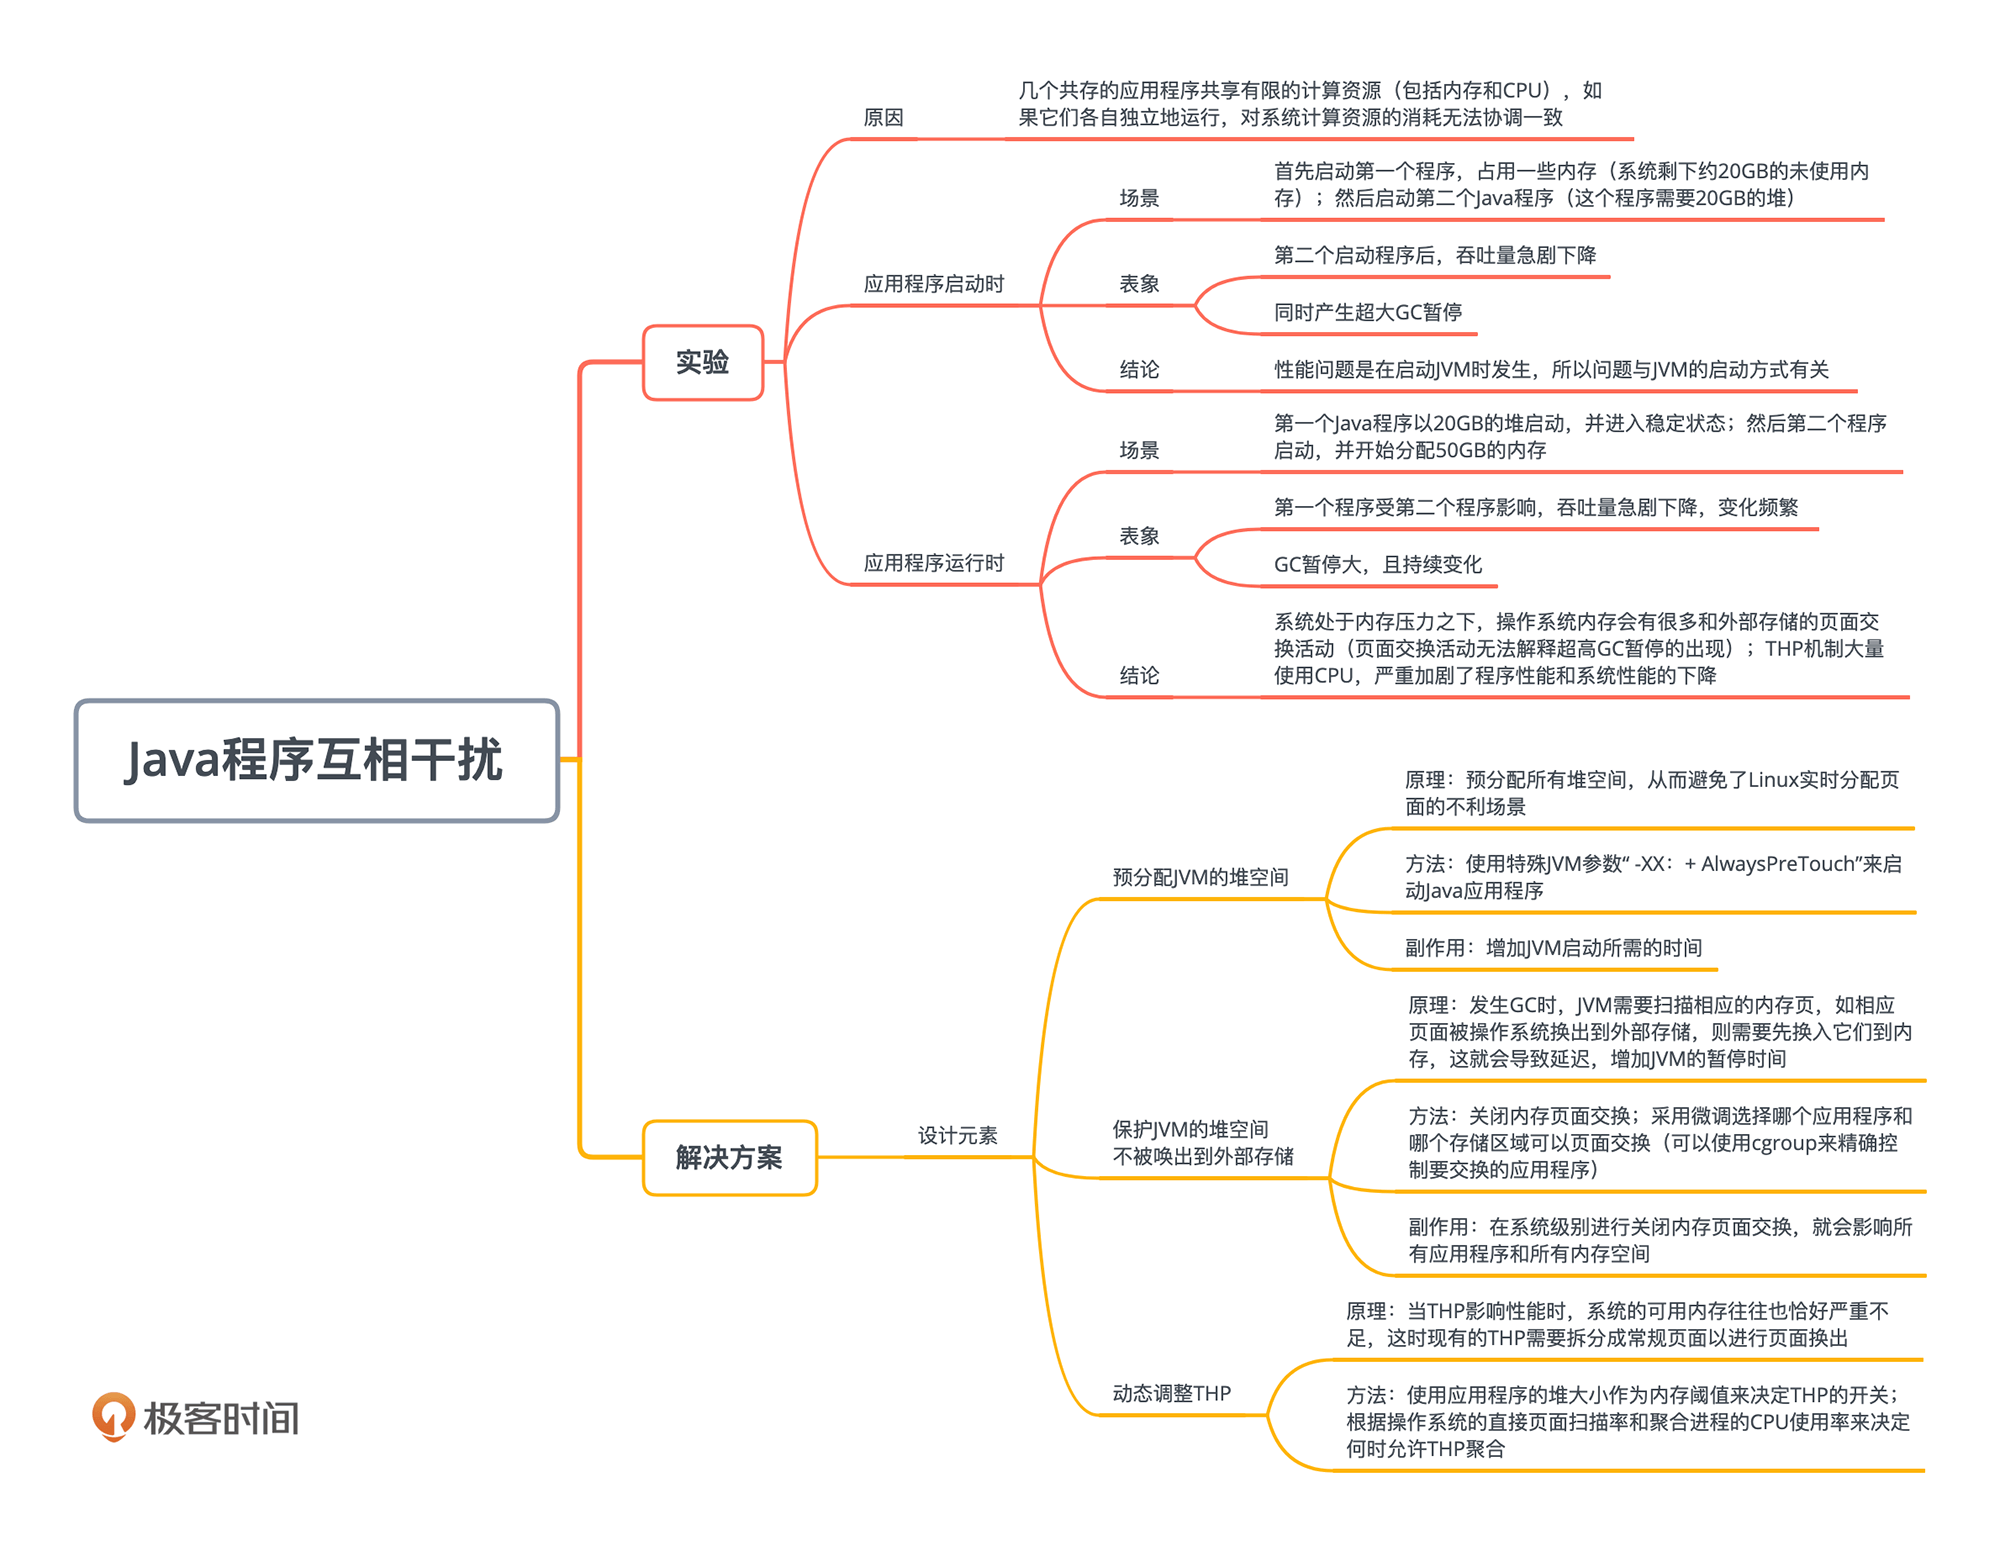 Java程序互相干扰
实验
原因
几个共存的应用程序共享有限的计算资源（包括内存和CPU），如
果它们各自独立地运行，对系统计算资源的消耗无法协调一致
应用程序启动时
场景
首先启动第一个程序，占用一些内存（系统剩下约20GB的未使用内
存）；然后启动第二个Java程序（这个程序需要20GB的堆）
表象
第二个启动程序后，吞吐量急剧下降
同时产生超大GC暂停
结论
性能问题是在启动JVM时发生，所以问题与JVM的启动方式有关
应用程序运行时
场景
第一个Java程序以20GB的堆启动，并进入稳定状态；然后第二个程序
启动，并开始分配50GB的内存
表象
第一个程序受第二个程序影响，吞吐量急剧下降，变化频繁
GC暂停大，且持续变化
结论
系统处于内存压力之下，操作系统内存会有很多和外部存储的页面交
换活动（页面交换活动无法解释超高GC暂停的出现）；THP机制大量
使用CPU，严重加剧了程序性能和系统性能的下降
解决方案
设计元素
预分配JVM的堆空间
原理：预分配所有堆空间，从而避免了Linux实时分配页
面的不利场景
方法：使用特殊JVM参数“ -XX：+ AlwaysPreTouch”来启
动Java应用程序
副作用：增加JVM启动所需的时间
保护JVM的堆空间
不被唤出到外部存储
原理：发生GC时，JVM需要扫描相应的内存页，如相应
页面被操作系统换出到外部存储，则需要先换入它们到内
存，这就会导致延迟，增加JVM的暂停时间
方法：关闭内存页面交换；采用微调选择哪个应用程序和
哪个存储区域可以页面交换（可以使用cgroup来精确控
制要交换的应用程序）
副作用：在系统级别进行关闭内存页面交换，就会影响所
有应用程序和所有内存空间
动态调整THP
原理：当THP影响性能时，系统的可用内存往往也恰好严重不
足，这时现有的THP需要拆分成常规页面以进行页面换出
方法：使用应用程序的堆大小作为内存阈值来决定THP的开关；
根据操作系统的直接页面扫描率和聚合进程的CPU使用率来决定
何时允许THP聚合
极客时间